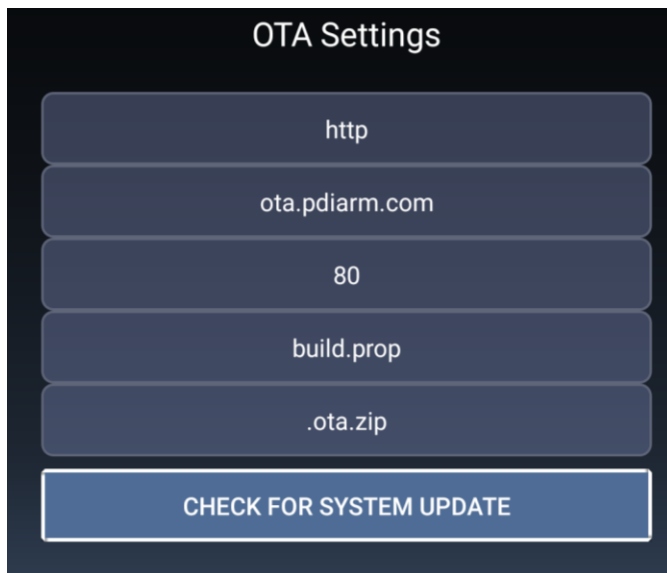 OTA Settings
http
ota.pdiarm.com
80
build.prop
.ota.zip
CHECK FOR SYSTEM UPDATE